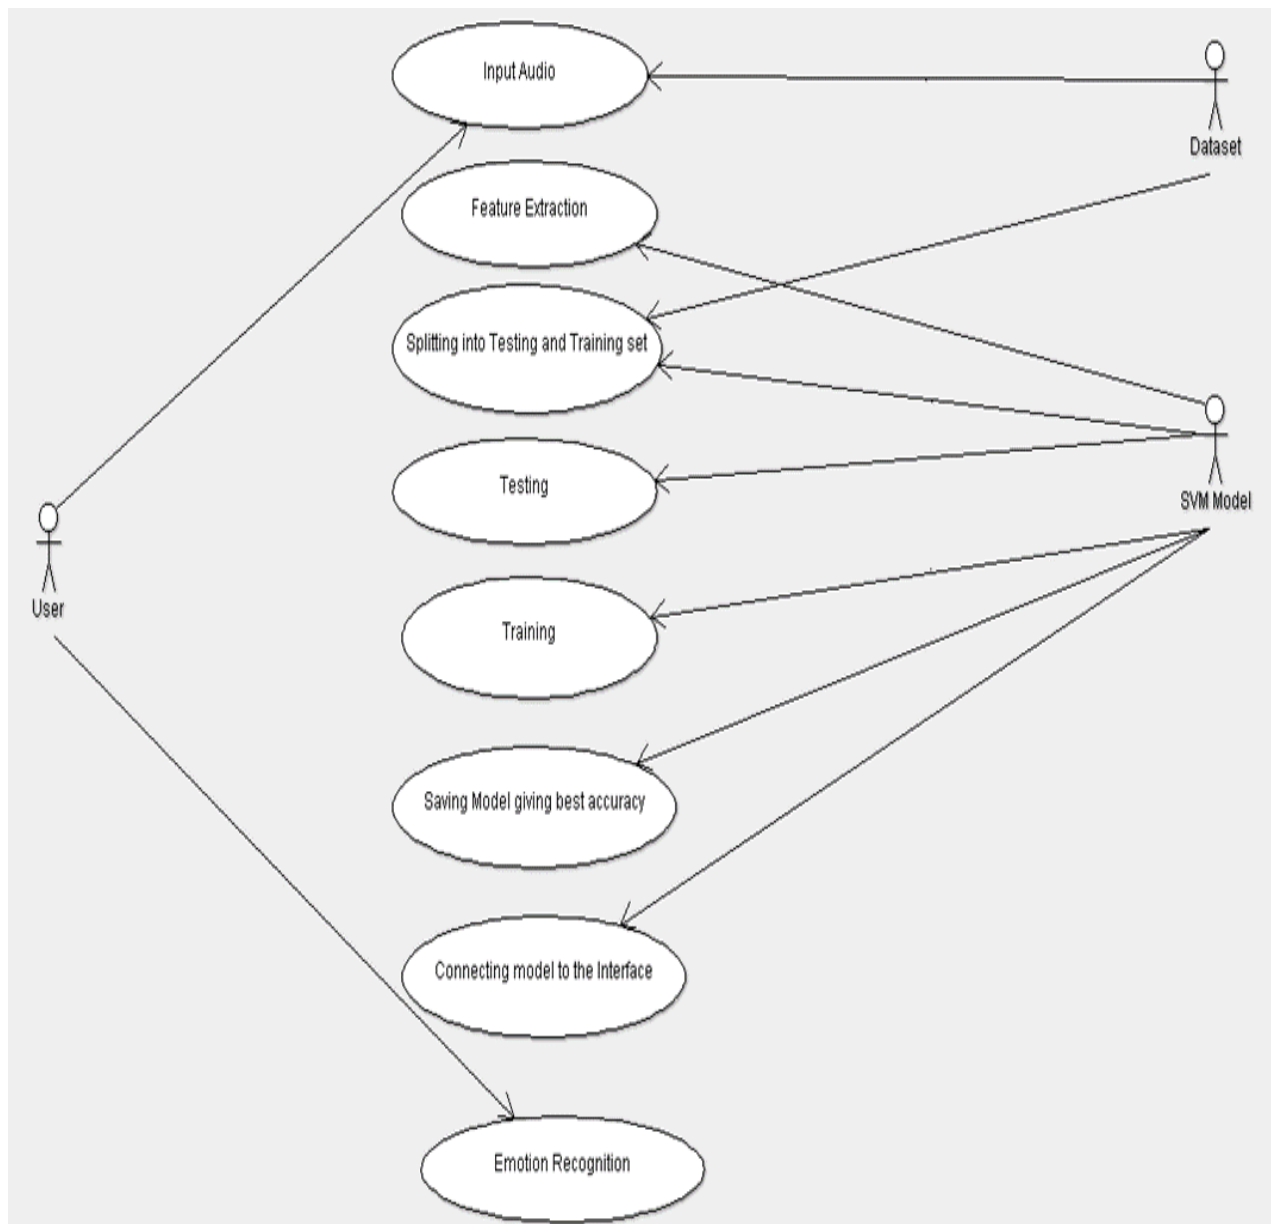 Input Audio
Dataset
Feature Extraction
Splitting into Testing and Training set
Testing
SVM Model
User
Training
Saving Model giving best accuracy
Connecting model to the Interface
Emotion Recognition